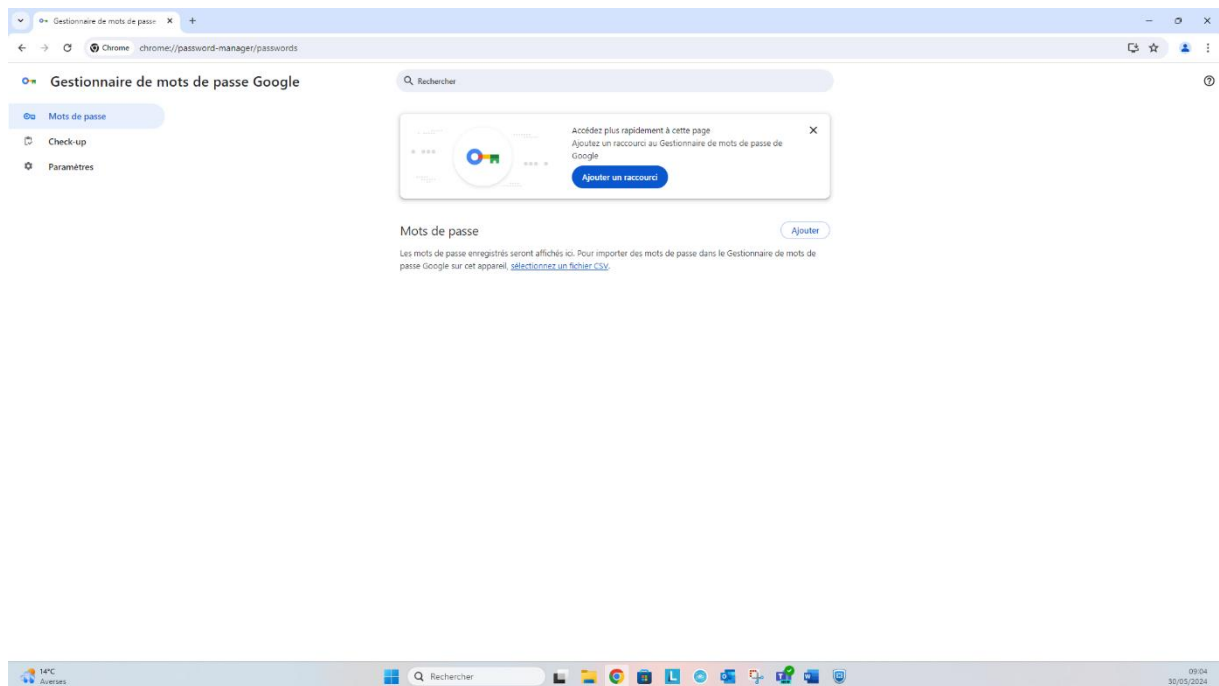 Gestionnaire de mots de passe
Chrome
chrome://password-manager/passwords
Gestionnaire de mots de passe Google
Rechercher
Mots de passe
Check-up
Paramètres
Accédez plus rapidement à cette page
Ajoutez un raccourci au Gestionnaire de mots de passe de
Google
Ajouter un raccourci
Mots de passe
Ajouter
Les mots de passe enregistrés seront affichés ici. Pour importer des mots de passe dans le Gestionnaire de mots de
passe Google sur cet appareil, sélectionnez un fichier CSV.
14°C
Averses
Rechercher
09:04
30/05/2024